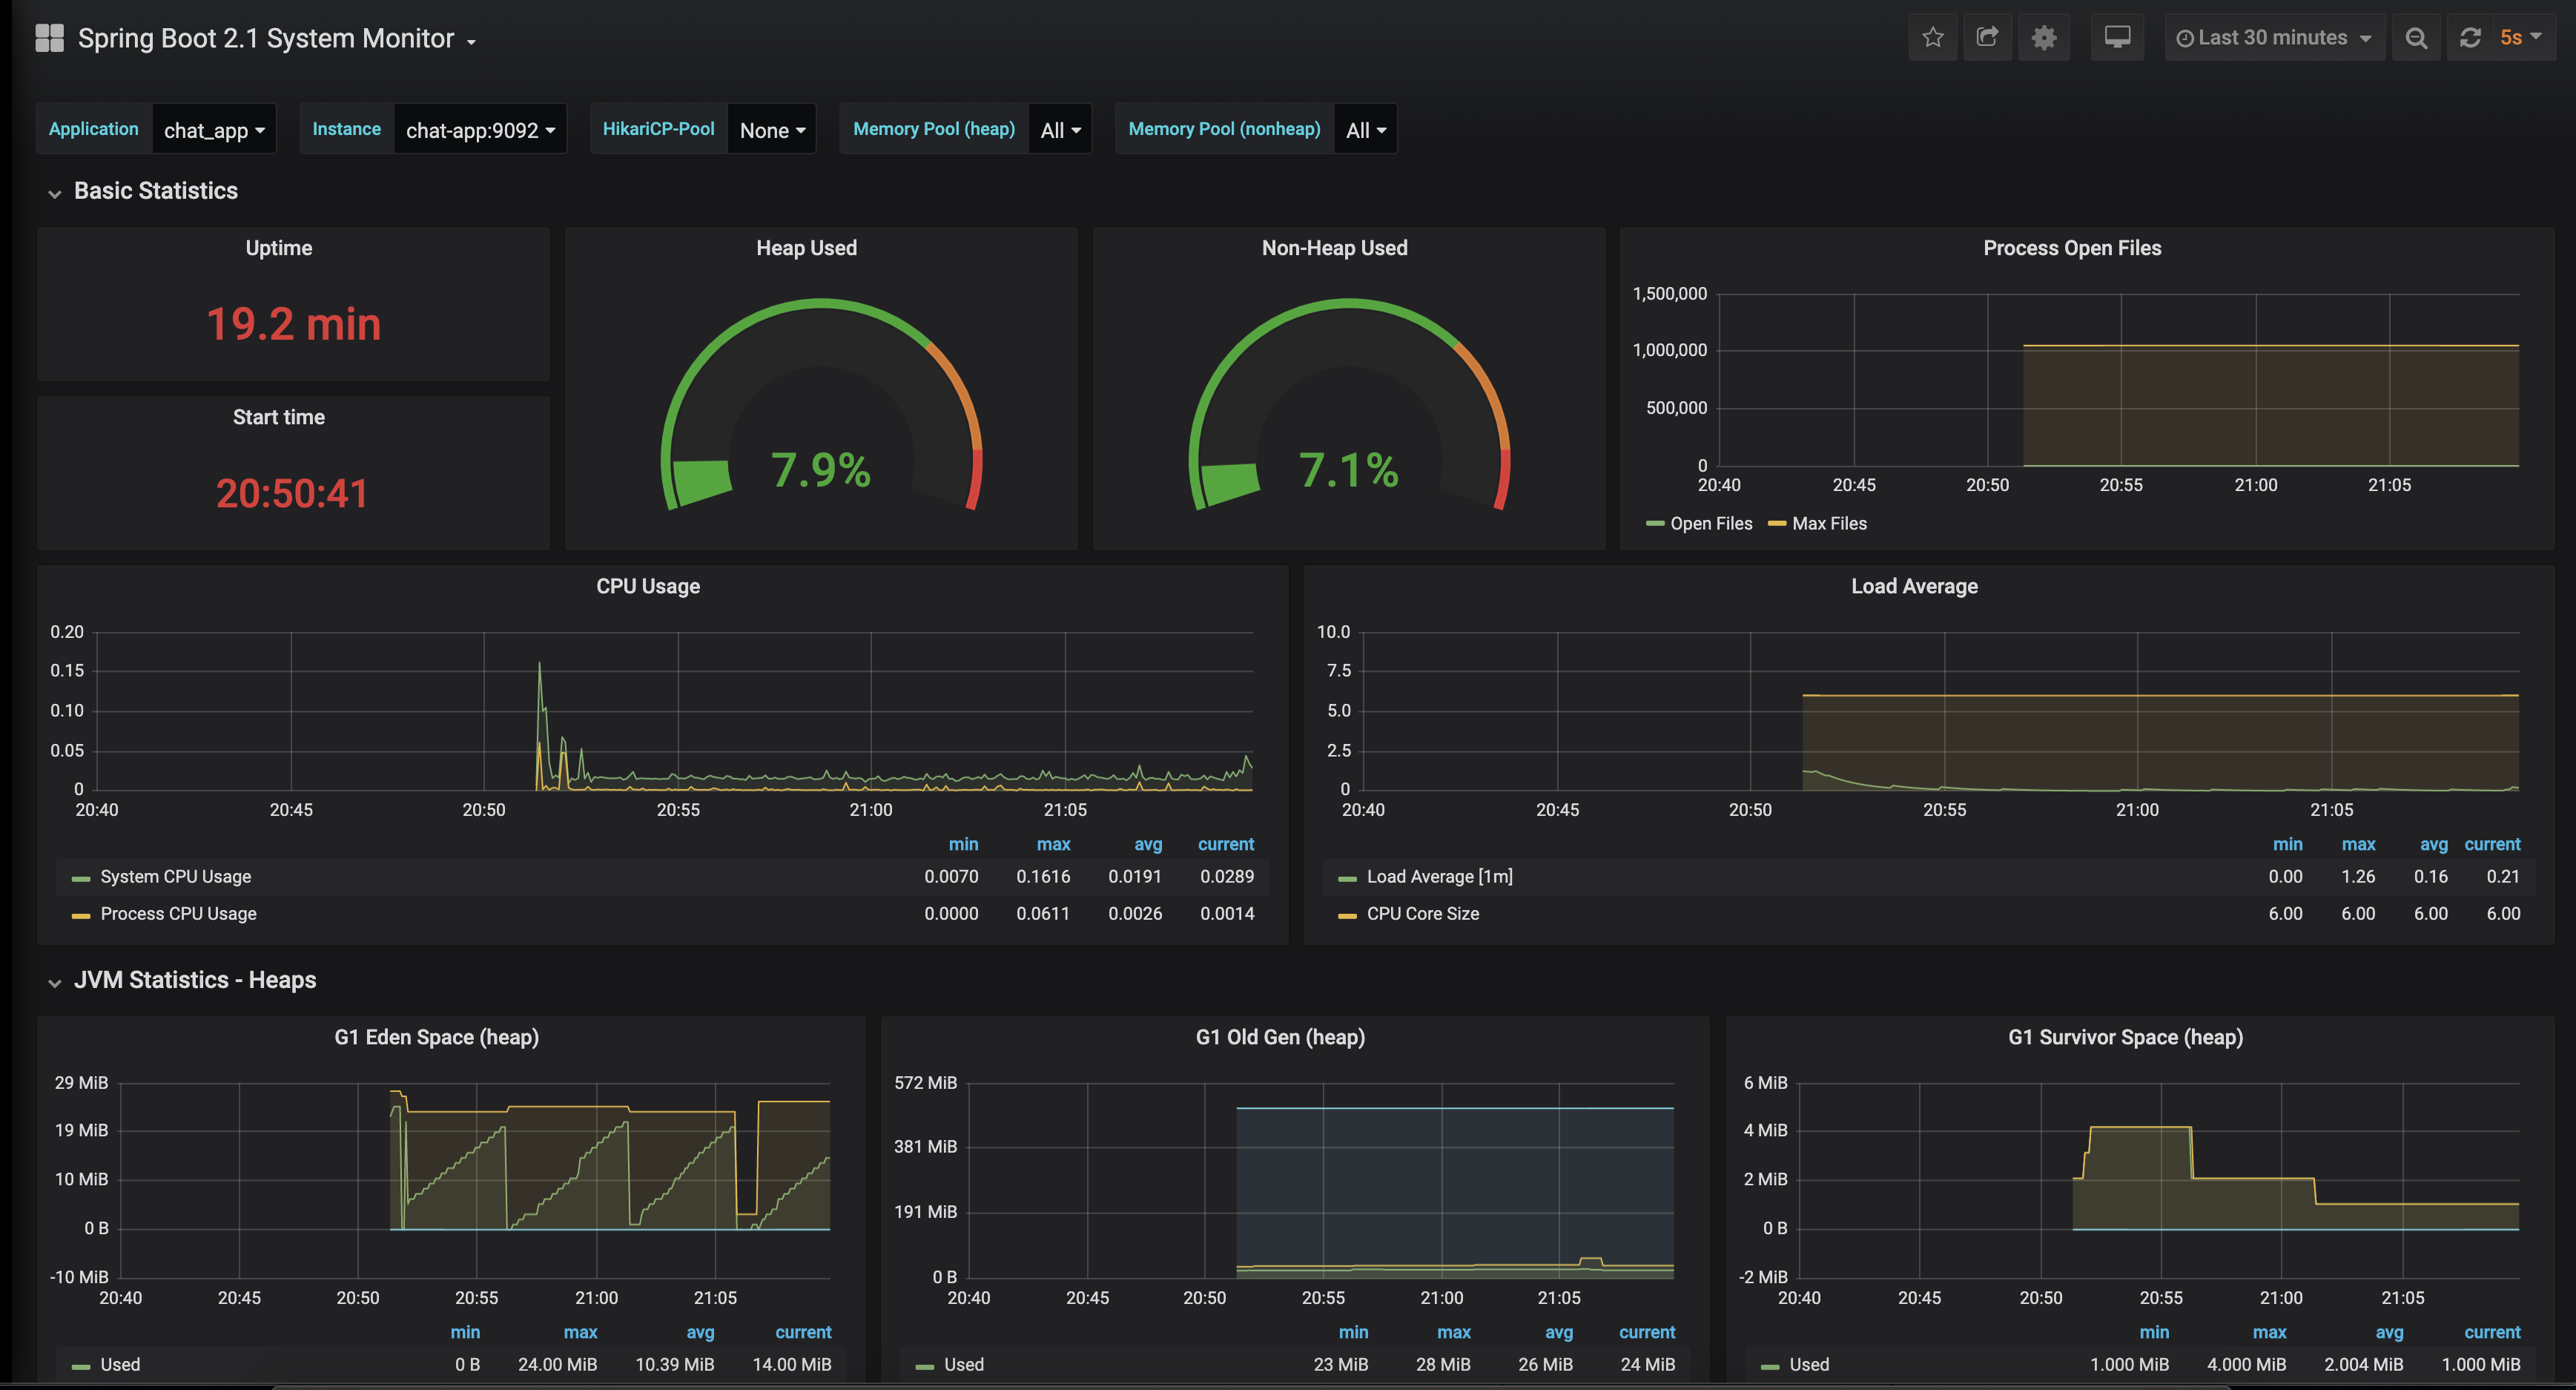 Spring Boot 2.1 System Monitor
Last 30 minutes
5s
Application chat_app
Instance chat-app:9092
HikariCP-Pool None
Memory Pool (heap) All
Memory Pool (nonheap) All
Basic Statistics
Uptime
19.2 min
Start time
20:50:41
Heap Used
7.9%
Non-Heap Used
7.1%
Process Open Files
1,500,000
1,000,000
500,000
0
20:40 20:45 20:50 20:55 21:00 21:05
Open Files Max Files
CPU Usage
0.20
0.15
0.10
0.05
0
20:40 20:45 20:50 20:55 21:00 21:05
min max avg current
System CPU Usage 0.0070 0.1616 0.0191 0.0289
Process CPU Usage 0.0000 0.0611 0.0026 0.0014
Load Average
10.0
7.5
5.0
2.5
0
20:40 20:45 20:50 20:55 21:00 21:05
min max avg current
Load Average [1m] 0.00 1.26 0.16 0.21
CPU Core Size 6.00 6.00 6.00 6.00
JVM Statistics - Heaps
G1 Eden Space (heap)
29 MiB
19 MiB
10 MiB
0 B
-10 MiB
20:40 20:45 20:50 20:55 21:00 21:05
min max avg current
Used 0 B 24.00 MiB 10.39 MiB 14.00 MiB
G1 Old Gen (heap)
572 MiB
381 MiB
191 MiB
0 B
20:40 20:45 20:50 20:55 21:00 21:05
min max avg current
Used 23 MiB 28 MiB 26 MiB 24 MiB
G1 Survivor Space (heap)
6 MiB
4 MiB
2 MiB
0 B
-2 MiB
20:40 20:45 20:50 20:55 21:00 21:05
min max avg current
Used 1.000 MiB 4.000 MiB 2.004 MiB 1.000 MiB